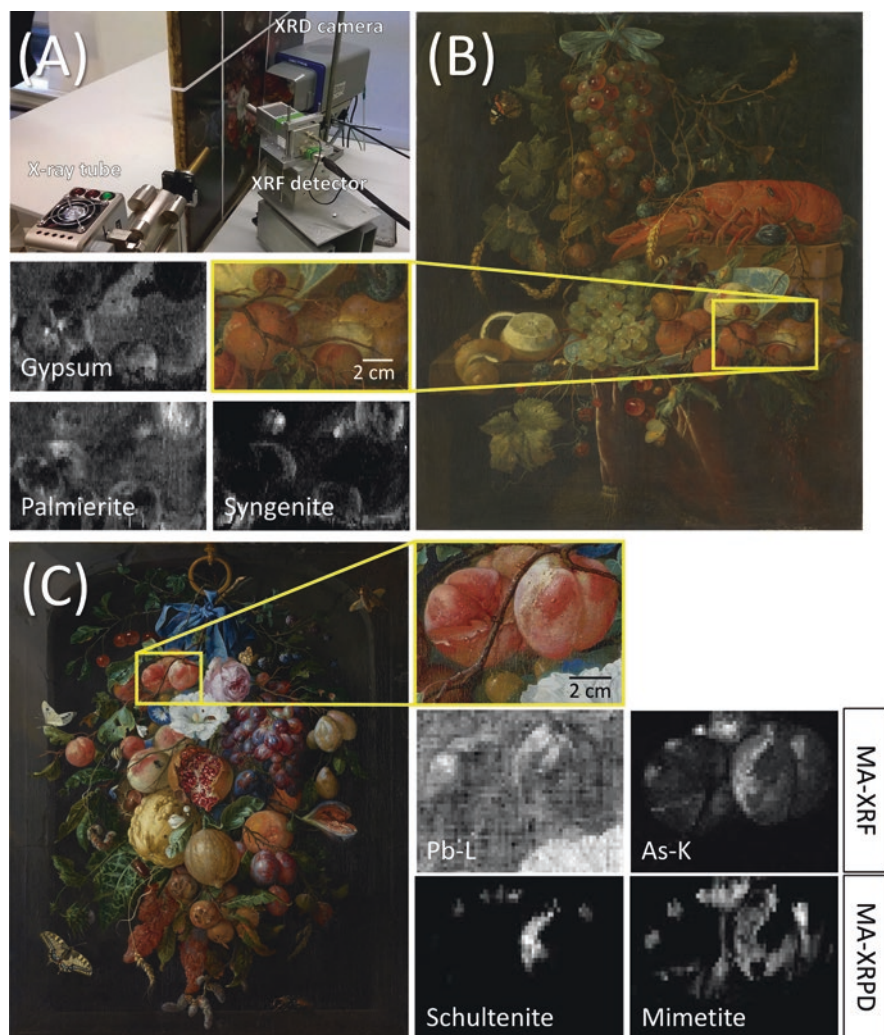 (A)
XRD camera
X-ray tube
XRF detector
(B)
Gypsum
2 cm
Palmierite
Syngenite
(C)
2 cm
Pb-L
As-K
MA-XRF
Schultenite
Mimetite
MA-XRPD